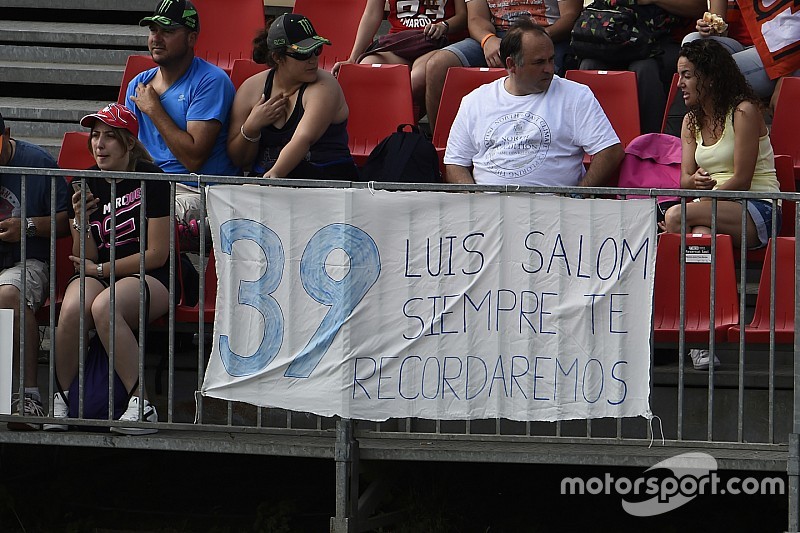 39
LUIS SALOM
SIEMPRE TE
RECORDAREMOS
motorsport.com